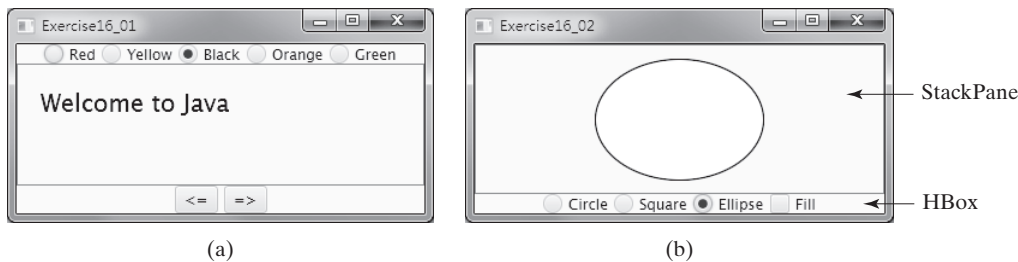 Exercise16_01
Red Yellow Black Orange Green
Welcome to Java
<= =>
(a)
Exercise16_02
StackPane
Circle Square Ellipse Fill
HBox
(b)